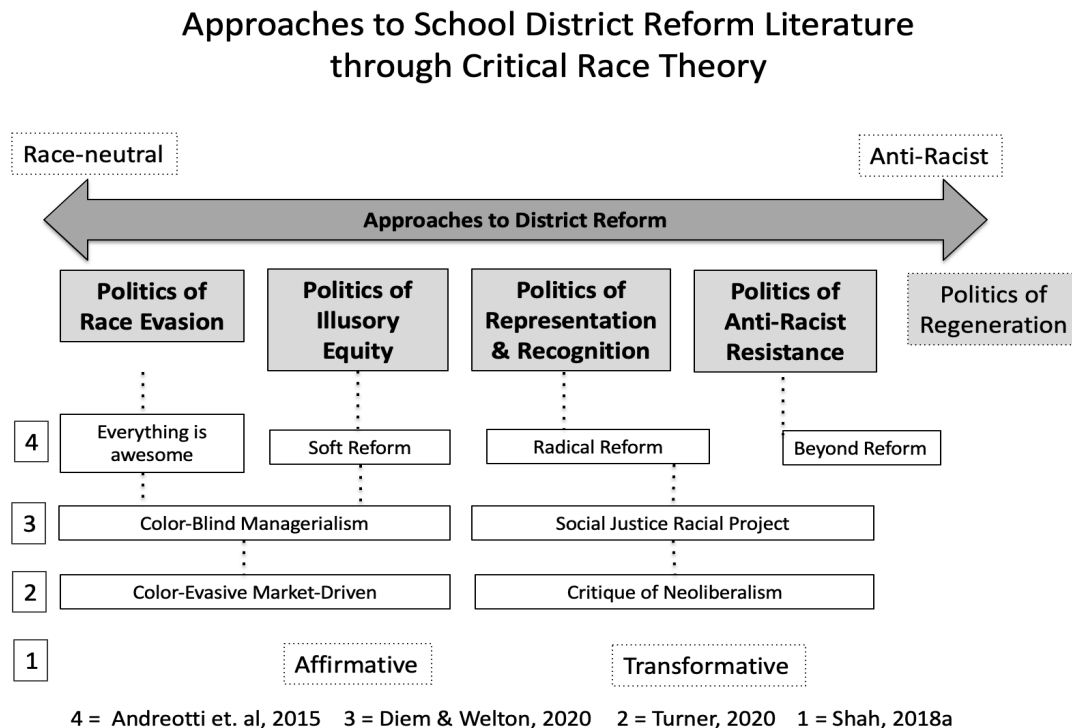 Approaches to School District Reform Literature
through Critical Race Theory
Race-neutral
Anti-Racist
Approaches to District Reform
Politics of
Race Evasion
Politics of
Illusory
Equity
Politics of
Representation
& Recognition
Politics of
Anti-Racist
Resistance
Politics of
Regeneration
4
Everything is
awesome
Soft Reform
Radical Reform
Beyond Reform
3
Color-Blind Managerialism
Social Justice Racial Project
2
Color-Evasive Market-Driven
Critique of Neoliberalism
1
Affirmative
Transformative
4 = Andreotti et. al, 2015 3 = Diem & Welton, 2020 2 = Turner, 2020 1 = Shah, 2018a